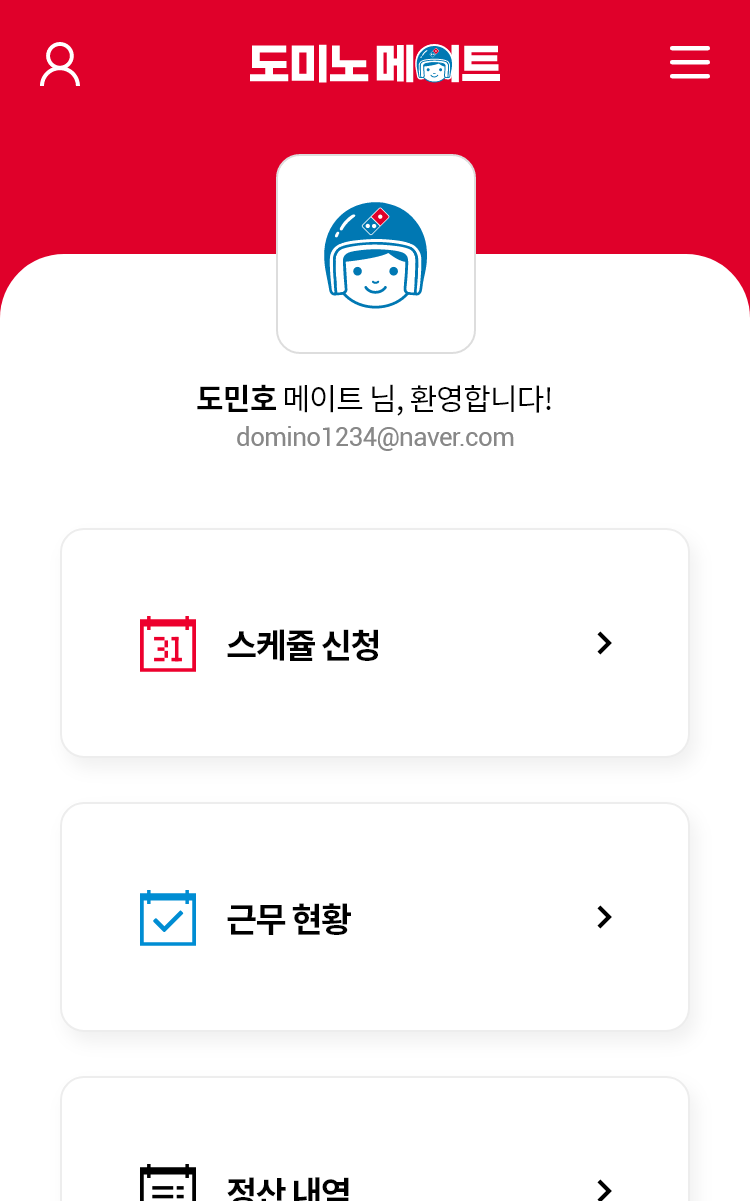 도미노 메이트
도민호 메이트 님, 환영합니다!
domino1234@naver.com
31
스케쥴 신청
근무 현황
정산 내역